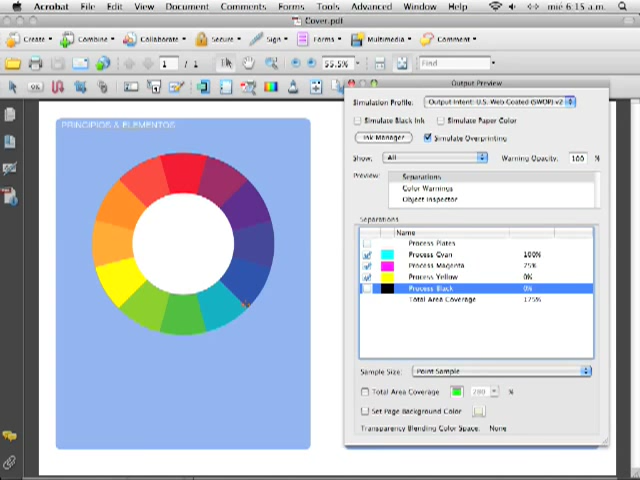 Acrobat File Edit View Document Comments Forms Tools Advanced Window Help mié 6:15 a.m.
Cover.pdf
Create Combine Collaborate Secure Sign Forms Multimedia Comment
1 / 1 55.5% Find
OK
Output Preview
Simulation Profile: Output Intent: U.S. Web Coated (SWOP) v2
Simulate Black Ink Simulate Paper Color
Ink Manager Simulate Overprinting
Show: All Warning Opacity: 100 %
Preview: Separations
Color Warnings
Object Inspector
Separations
Name
Process Plates
Process Cyan 100%
Process Magenta 75%
Process Yellow 0%
Process Black 0%
Total Area Coverage 175%
Sample Size: Point Sample
Total Area Coverage 280 %
Set Page Background Color
Transparency Blending Color Space: None
PRINCIPIOS & ELEMENTOS